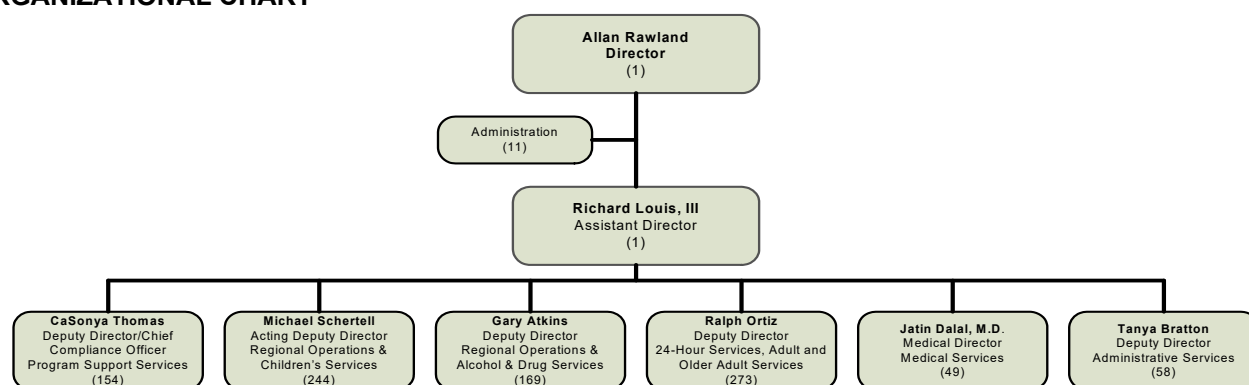 ORGANIZATIONAL CHART
Allan Rawland
Director
(1)
Administration
(11)
Richard Louis, III
Assistant Director
(1)
CaSonya Thomas
Deputy Director/Chief
Compliance Officer
Program Support Services
(154)
Michael Schertell
Acting Deputy Director
Regional Operations &
Children's Services
(244)
Gary Atkins
Deputy Director
Regional Operations &
Alcohol & Drug Services
(169)
Ralph Ortiz
Deputy Director
24-Hour Services, Adult and
Older Adult Services
(273)
Jatin Dalal, M.D.
Medical Director
Medical Services
(49)
Tanya Bratton
Deputy Director
Administrative Services
(58)